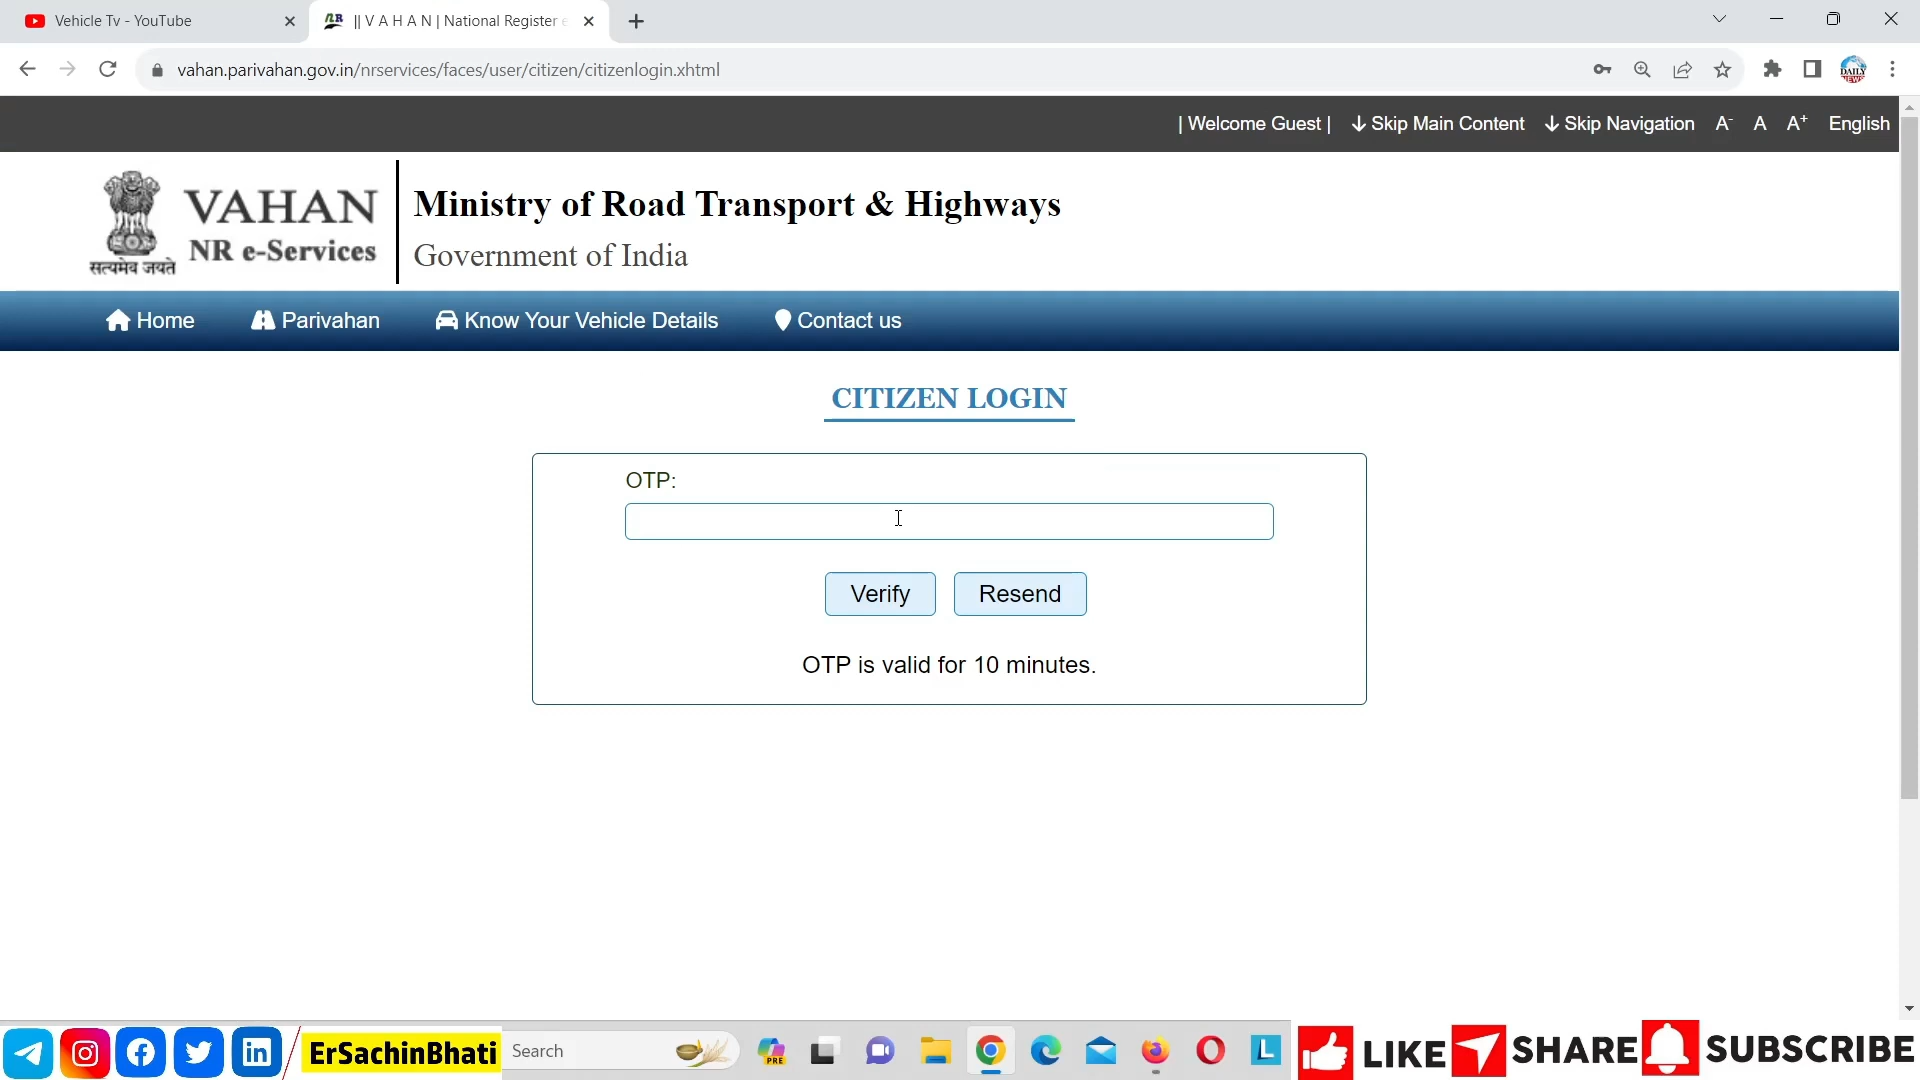 Vehicle Tv - YouTube
|| V A H A N | National Register e
vahan.parivahan.gov.in/nrservices/faces/user/citizen/citizenlogin.xhtml
DAILY NEWS
| Welcome Guest | Skip Main Content Skip Navigation A- A A+ English
VAHAN
NR e-Services
सत्यमेव जयते
Ministry of Road Transport & Highways
Government of India
Home Parivahan Know Your Vehicle Details Contact us
CITIZEN LOGIN
OTP:
Verify Resend
OTP is valid for 10 minutes.
ErSachinBhati Search PRE L LIKE SHARE SUBSCRIBE